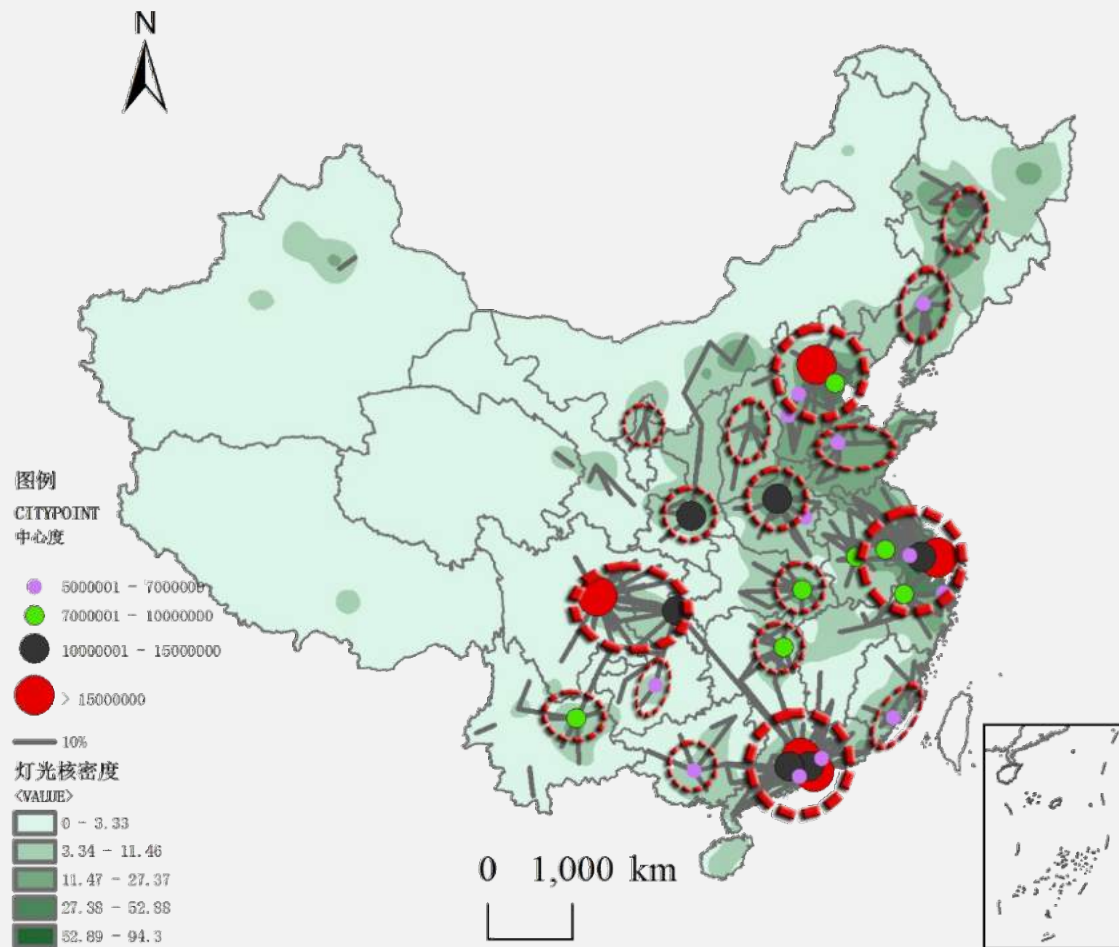 N
图例
CITYPOINT
中心度
5000001 - 7000000
7000001 - 10000000
10000001 - 15000000
> 15000000
10%
灯光核密度
<VALUE>
0 - 3.33
3.34 - 11.46
11.47 - 27.37
27.38 - 52.88
52.89 - 94.3
0 1,000 km